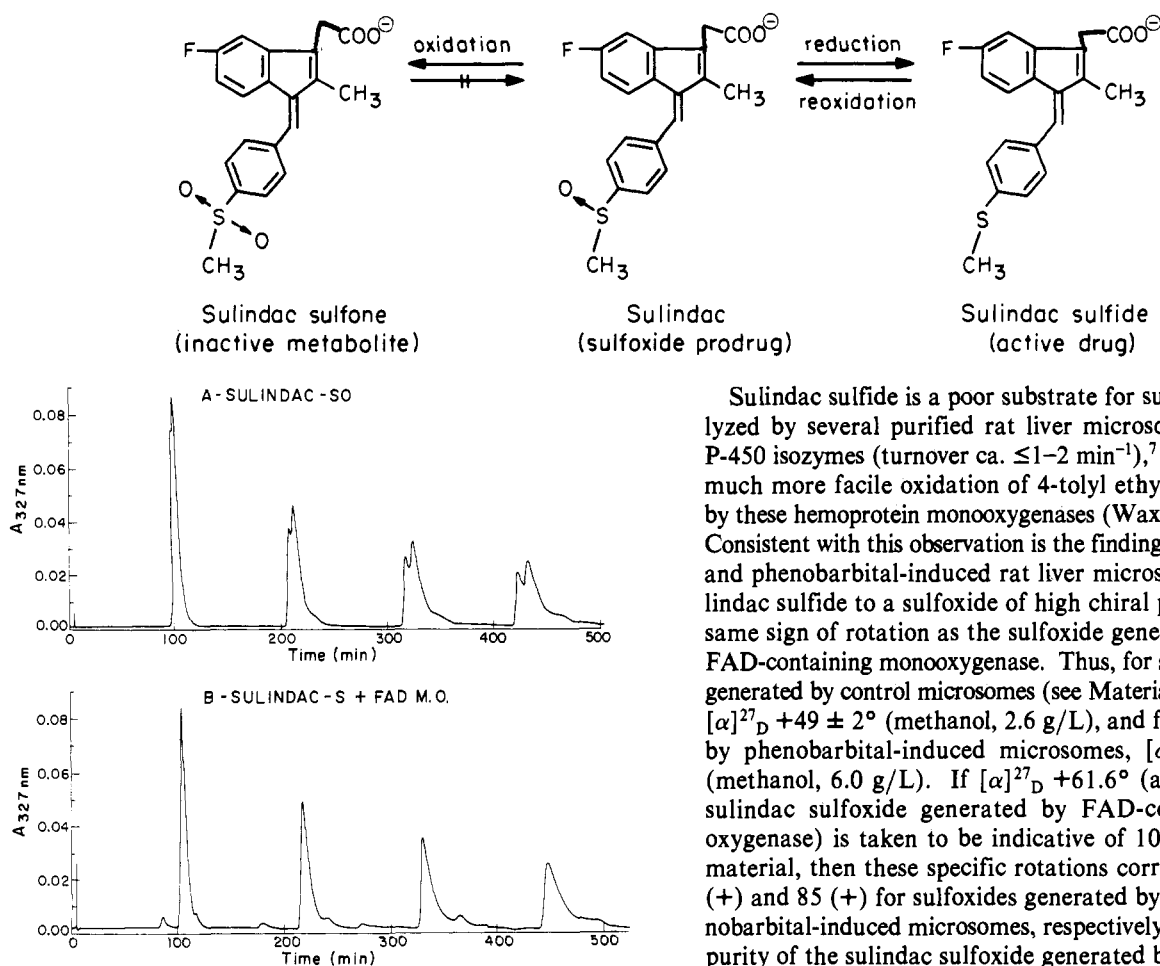 F
COO⊖
oxidation
F
COO⊖
reduction
F
COO⊖
reoxidation
CH3
CH3
CH3
O
S
O
CH3
O
S
CH3
S
CH3
Sulindac sulfone
(inactive metabolite)
Sulindac
(sulfoxide prodrug)
Sulindac sulfide
(active drug)
A-SULINDAC-SO
0.08
0.06
0.04
0.02
0.00
A327nm
0 100 200 300 400 500
Time (min)
B-SULINDAC-S + FAD M.O.
0.08
0.06
0.04
0.02
0.00
A327nm
0 100 200 300 400 500
Time (min)
Sulindac sulfide is a poor substrate for su
lyzed by several purified rat liver microso
P-450 isozymes (turnover ca. ≤1–2 min⁻¹),⁷
much more facile oxidation of 4-tolyl ethy
by these hemoprotein monooxygenases (Wax
Consistent with this observation is the finding
and phenobarbital-induced rat liver micros
lindac sulfide to a sulfoxide of high chiral p
same sign of rotation as the sulfoxide gene
FAD-containing monooxygenase. Thus, for s
generated by control microsomes (see Materia
[α]²⁷D +49 ± 2° (methanol, 2.6 g/L), and f
by phenobarbital-induced microsomes, [α
(methanol, 6.0 g/L). If [α]²⁷D +61.6° (a
sulindac sulfoxide generated by FAD-co
oxygenase) is taken to be indicative of 10
material, then these specific rotations corr
(+) and 85 (+) for sulfoxides generated by
nobarbital-induced microsomes, respectively
purity of the sulindac sulfoxide generated b